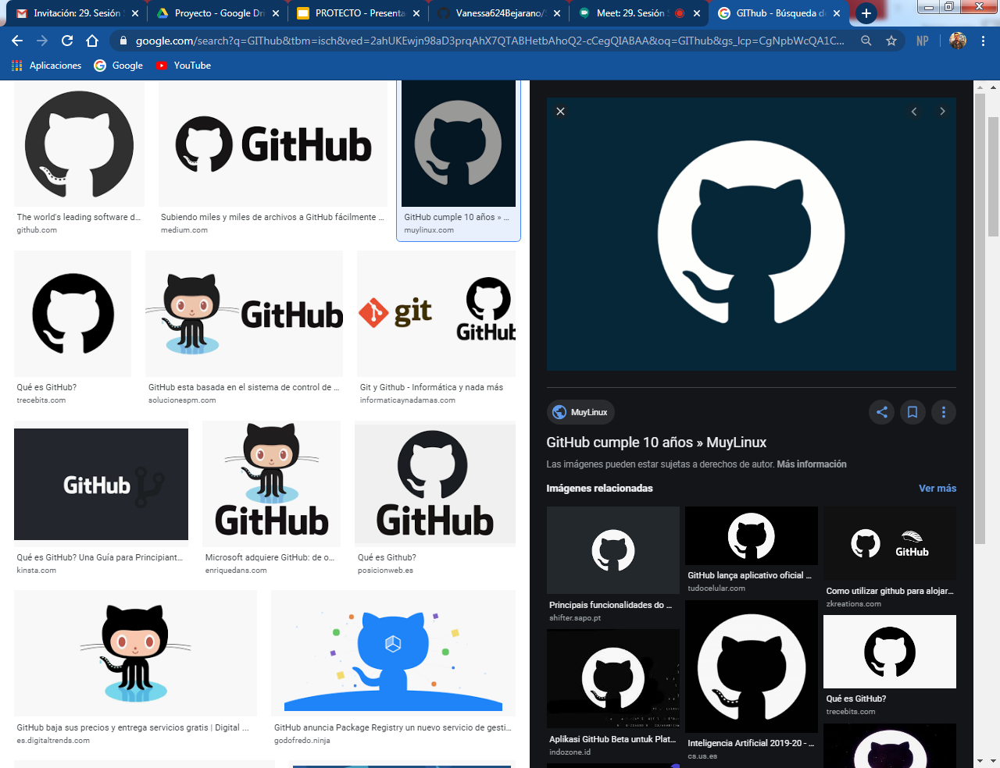 Invitación: 29. Sesión
Proyecto - Google Dri
PROTECTO - Presenta
Vanessa624Bejarano/
Meet: 29. Sesión
GIThub - Búsqueda d
google.com/search?q=GIThub&tbm=isch&ved=2ahUKEwjn98aD3prqAhX7QTABHetbAhoQ2-cCegQIABAA&oq=GIThub&gs_lcp=CgNpbWcQA1C...
NP
Aplicaciones
Google
YouTube
GitHub
The world's leading software d...
github.com
Subiendo miles y miles de archivos a GitHub fácilmente ...
medium.com
GitHub cumple 10 años » ...
muylinux.com
GitHub
git
GitHub
Qué es GitHub?
trecebits.com
GitHub esta basada en el sistema de control de ...
solucionespm.com
Git y Github - Informática y nada más
informaticaynadamas.com
GitHub
GitHub
GitHub
Qué es GitHub? Una Guía para Principiant...
kinsta.com
Microsoft adquiere GitHub: de o...
enriquedans.com
Qué es Github?
posicionweb.es
GitHub baja sus precios y entrega servicios gratis | Digital ...
es.digitaltrends.com
GitHub anuncia Package Registry un nuevo servicio de gesti...
godofredo.ninja
MuyLinux
GitHub cumple 10 años » MuyLinux
Las imágenes pueden estar sujetas a derechos de autor. Más información
Imágenes relacionadas
Ver más
Principais funcionalidades do ...
shifter.sapo.pt
GitHub lança aplicativo oficial ...
tudocelular.com
GitHub
Como utilizar github para alojar...
zkreations.com
Aplikasi GitHub Beta untuk Plat...
indozone.id
Inteligencia Artificial 2019-20 - ...
cs.us.es
Qué es GitHub?
trecebits.com